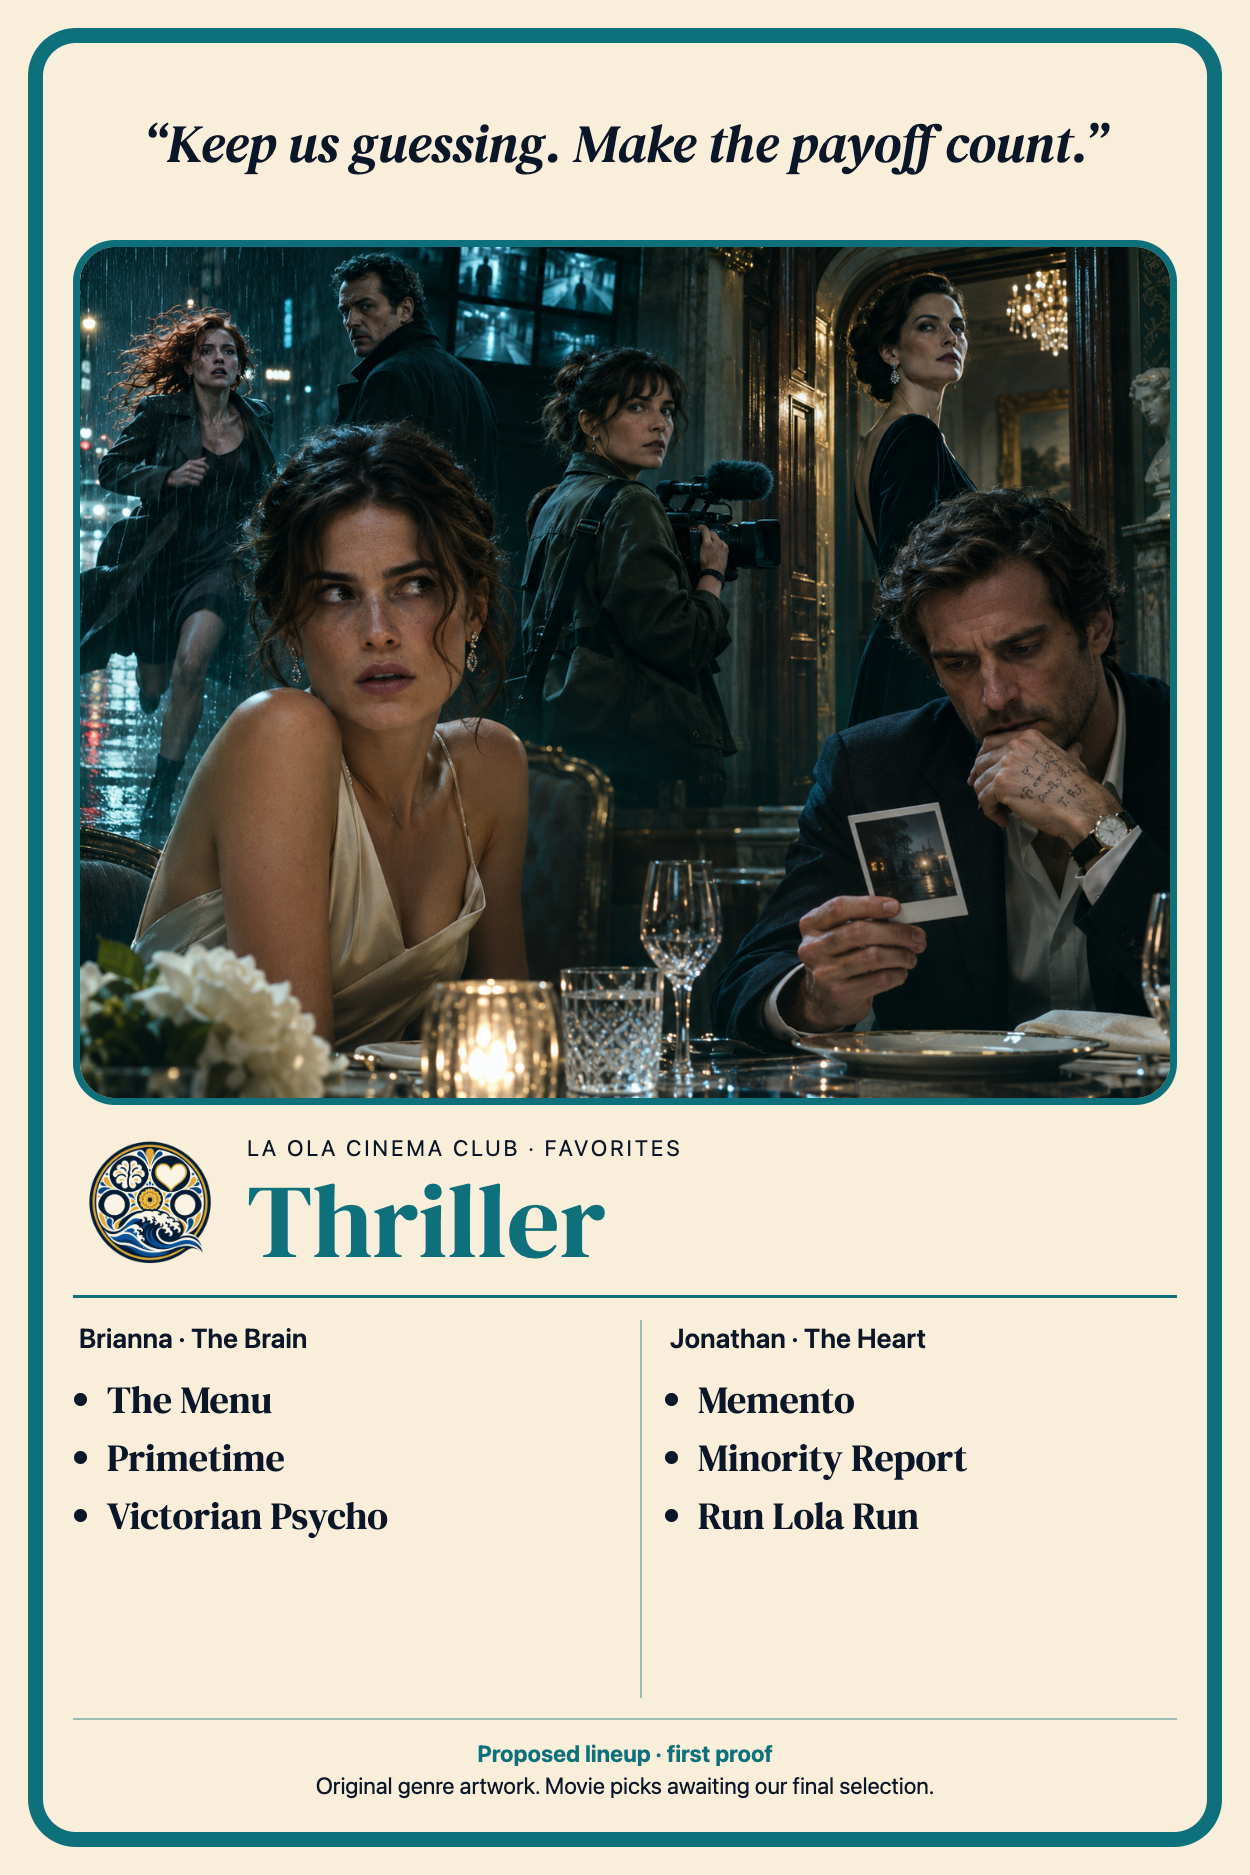 “Keep us guessing. Make the payoff count.”
LA OLA CINEMA CLUB · FAVORITES
Thriller
Brianna · The Brain
• The Menu
• Primetime
• Victorian Psycho
Jonathan · The Heart
• Memento
• Minority Report
• Run Lola Run
Proposed lineup · first proof
Original genre artwork. Movie picks awaiting our final selection.